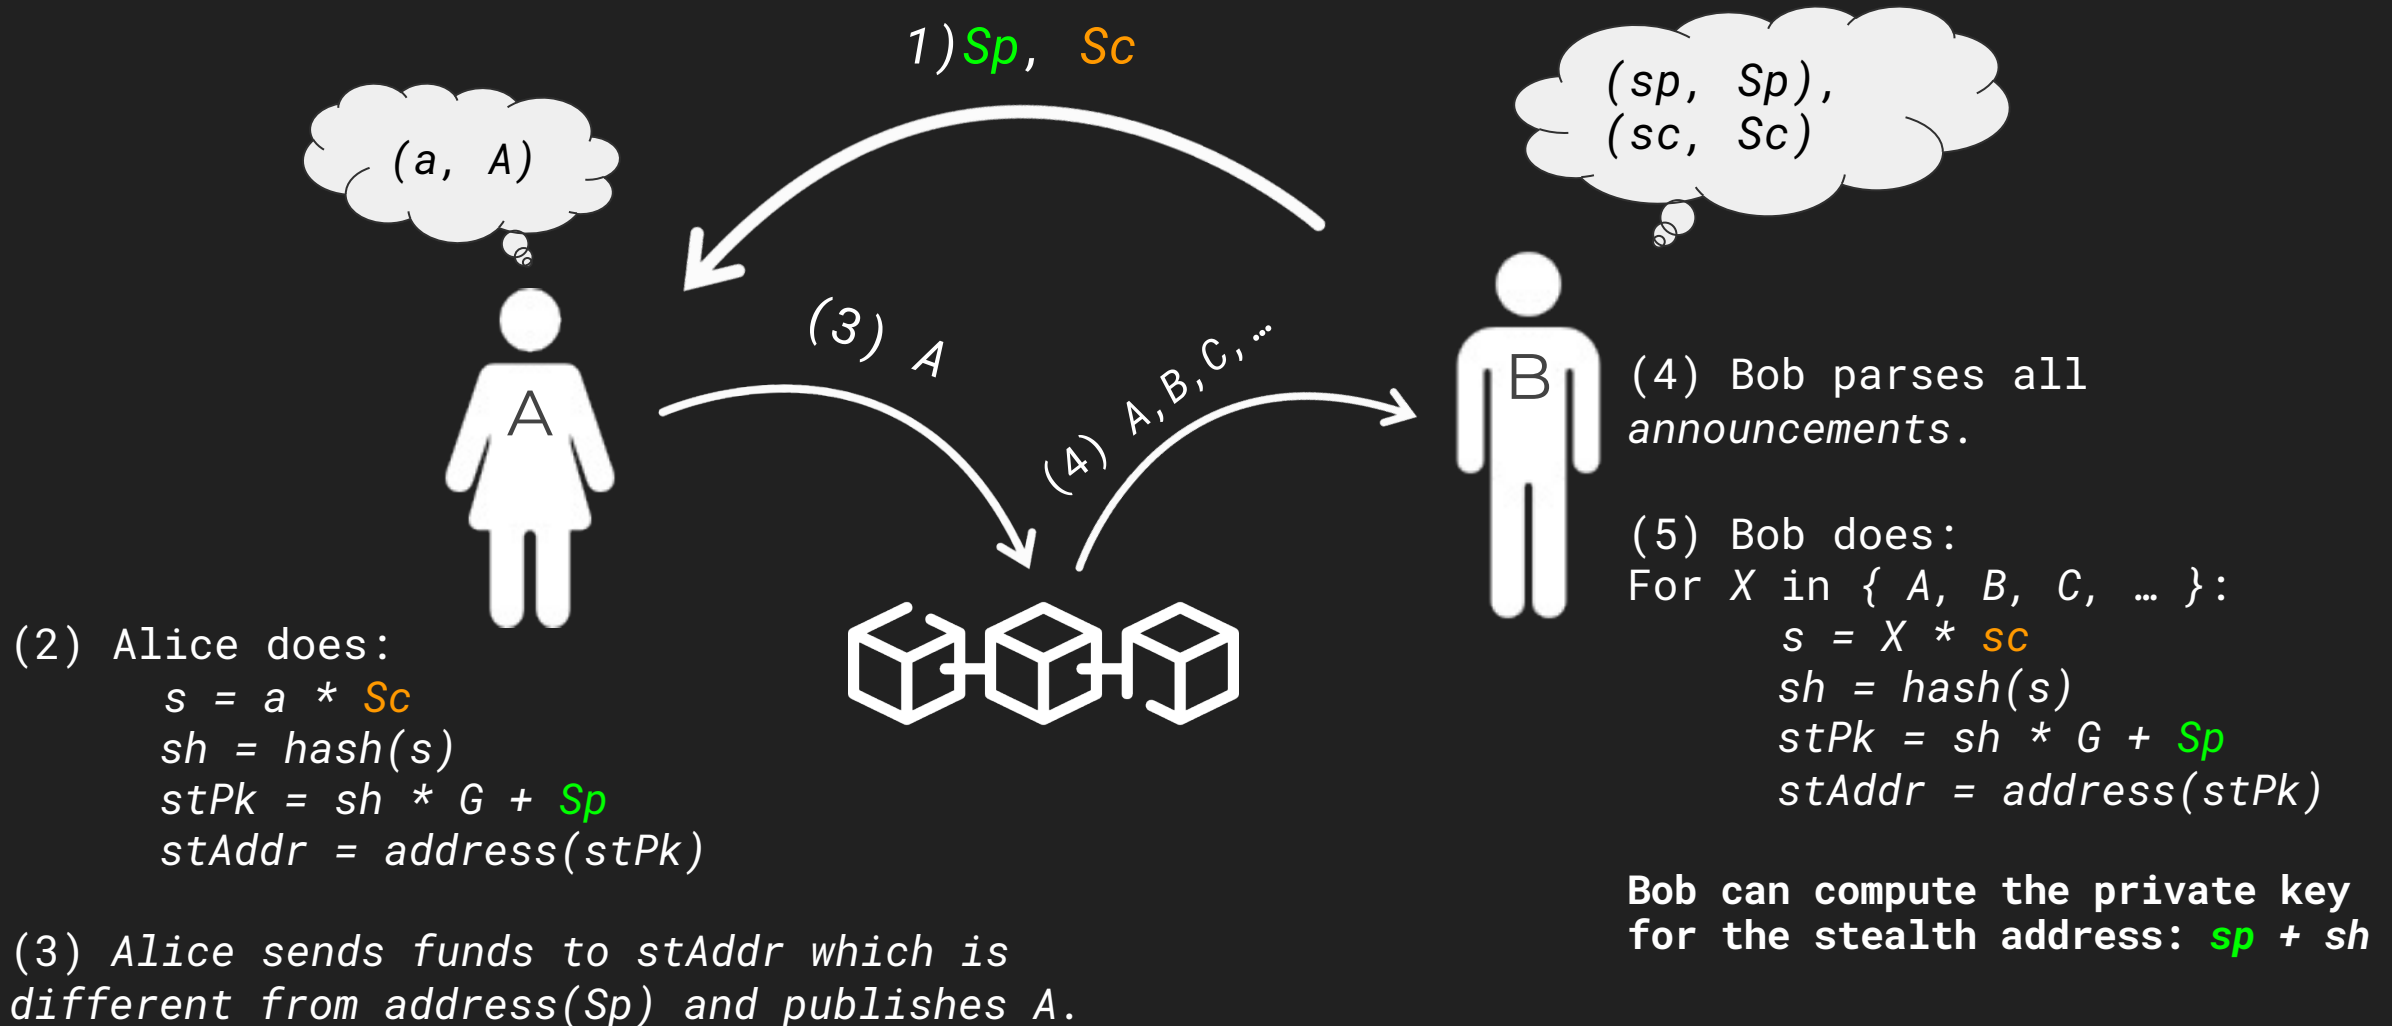 1)Sp, Sc
(a, A)
(sp, Sp),
(sc, Sc)
(3) A
(4) A,B,C,…
A
B
(2) Alice does:
s = a * Sc
sh = hash(s)
stPk = sh * G + Sp
stAddr = address(stPk)
(3) Alice sends funds to stAddr which is
different from address(Sp) and publishes A.
(4) Bob parses all
announcements.
(5) Bob does:
For X in { A, B, C, … }:
s = X * sc
sh = hash(s)
stPk = sh * G + Sp
stAddr = address(stPk)
Bob can compute the private key
for the stealth address: sp + sh